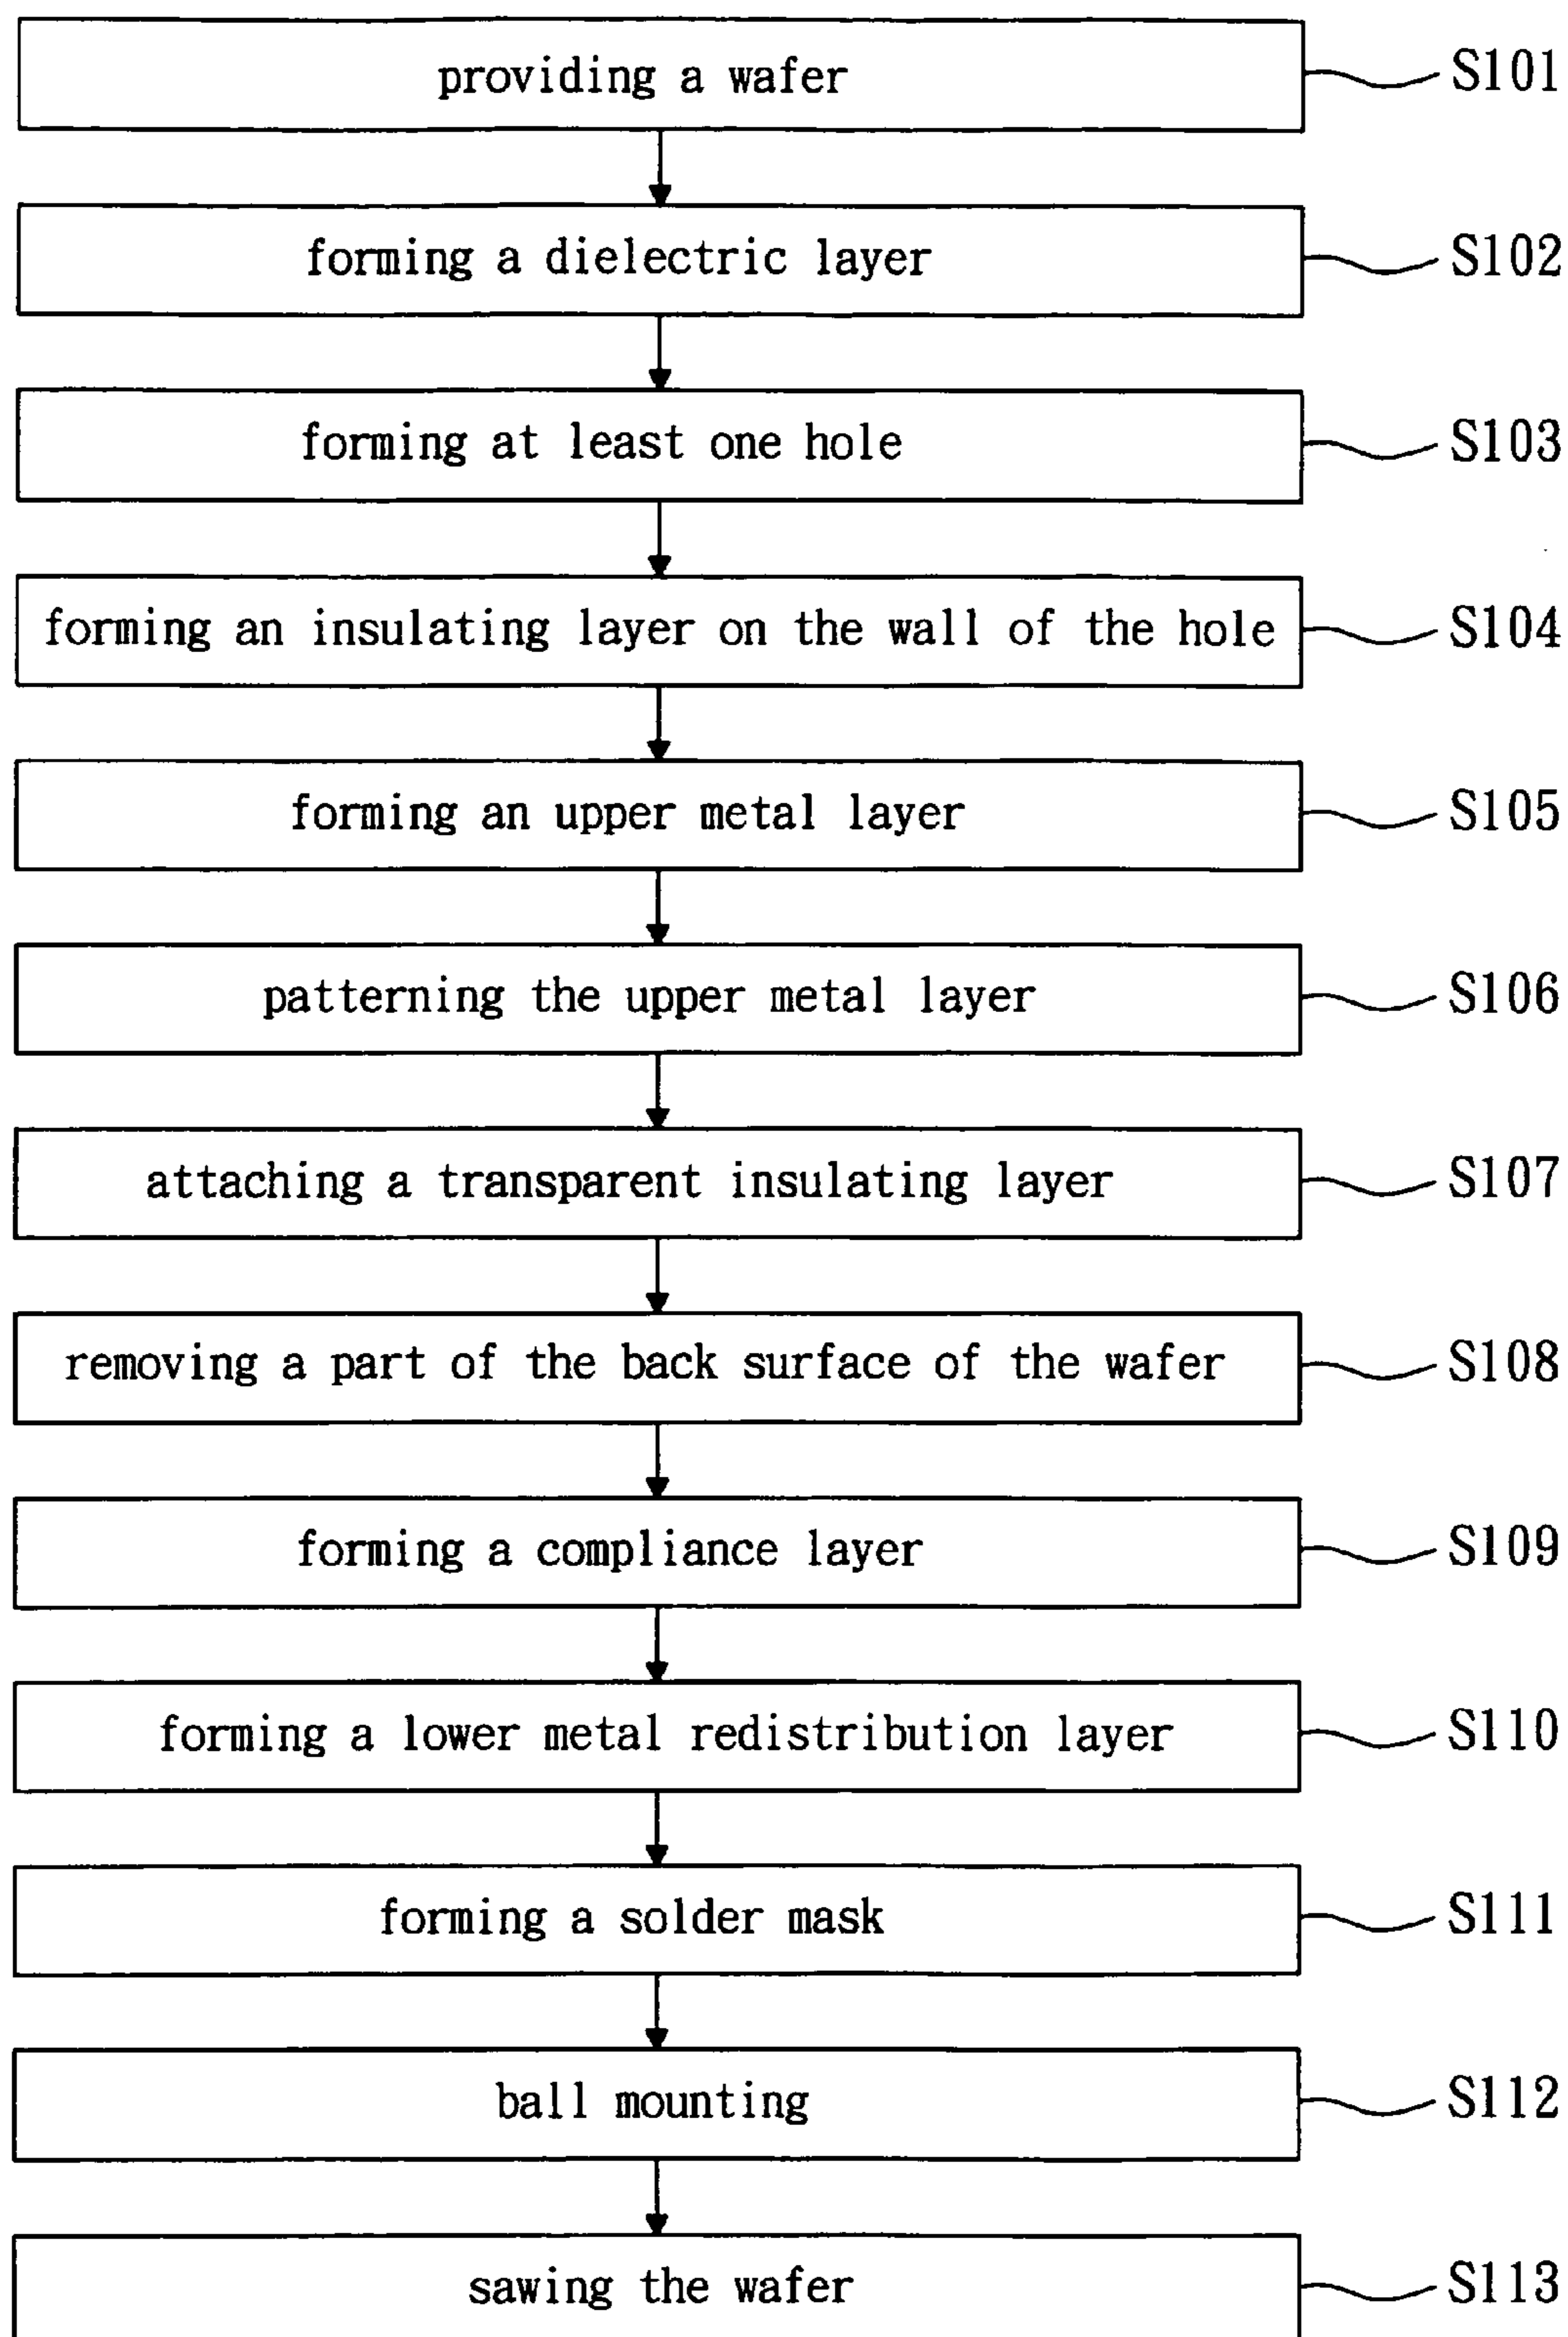 providing a wafer S101
forming a dielectric layer S102
forming at least one hole S103
forming an insulating layer on the wall of the hole S104
forming an upper metal layer S105
patterning the upper metal layer S106
attaching a transparent insulating layer S107
removing a part of the back surface of the wafer S108
forming a compliance layer S109
forming a lower metal redistribution layer S110
forming a solder mask S111
ball mounting S112
sawing the wafer S113